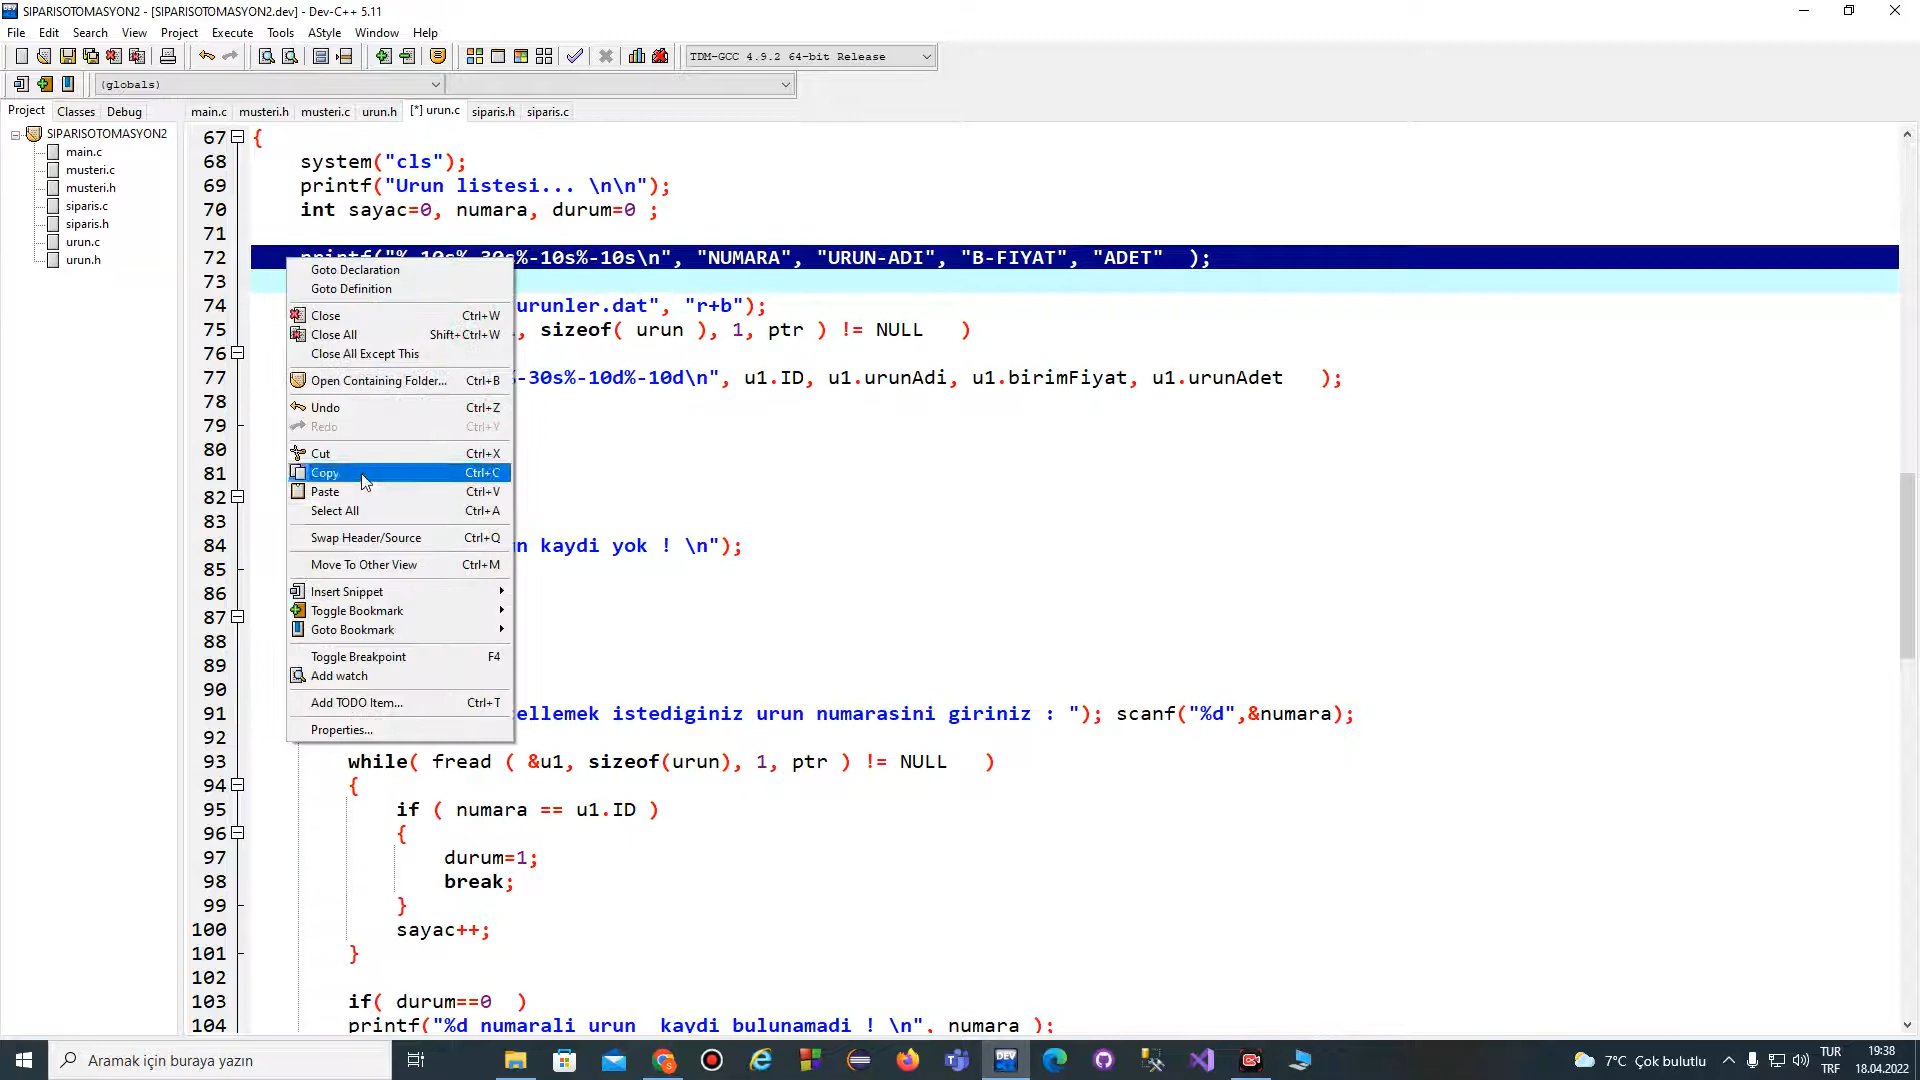 SIPARISOTOMASYON2 - [SIPARISOTOMASYON2.dev] - Dev-C++ 5.11
File Edit Search View Project Execute Tools AStyle Window Help
TDM-GCC 4.9.2 64-bit Release
(globals)
Project Classes Debug
main.c musteri.h musteri.c urun.h [*] urun.c siparis.h siparis.c
SIPARISOTOMASYON2
main.c
musteri.c
musteri.h
siparis.c
siparis.h
urun.c
urun.h
67 {
68 system("cls");
69 printf("Urun listesi... \n\n");
70 int sayac=0, numara, durum=0 ;
71
72 printf("%-10s%-30s%-10s%-10s\n", "NUMARA", "URUN-ADI", "B-FIYAT", "ADET" );
73
74 urunler.dat", "r+b");
75 , sizeof( urun ), 1, ptr ) != NULL )
76
77 -30s%-10d%-10d\n", u1.ID, u1.urunAdi, u1.birimFiyat, u1.urunAdet );
78
79
80
81
82
83
84 n kaydi yok ! \n");
85
86
87
88
89
90
91 ellemek istediginiz urun numarasini giriniz : "); scanf("%d",&numara);
92
93 while( fread ( &u1, sizeof(urun), 1, ptr ) != NULL )
94 {
95 if ( numara == u1.ID )
96 {
97 durum=1;
98 break;
99 }
100 sayac++;
101 }
102
103 if( durum==0 )
104 printf("%d numarali urun kaydi bulunamadi ! \n", numara );
Goto Declaration
Goto Definition
Close Ctrl+W
Close All Shift+Ctrl+W
Close All Except This
Open Containing Folder... Ctrl+B
Undo Ctrl+Z
Redo Ctrl+Y
Cut Ctrl+X
Copy Ctrl+C
Paste Ctrl+V
Select All Ctrl+A
Swap Header/Source Ctrl+Q
Move To Other View Ctrl+M
Insert Snippet
Toggle Bookmark
Goto Bookmark
Toggle Breakpoint F4
Add watch
Add TODO Item... Ctrl+T
Properties...
Aramak için buraya yazın
DEV
7°C Çok bulutlu
TUR
TRF
19:38
18.04.2022